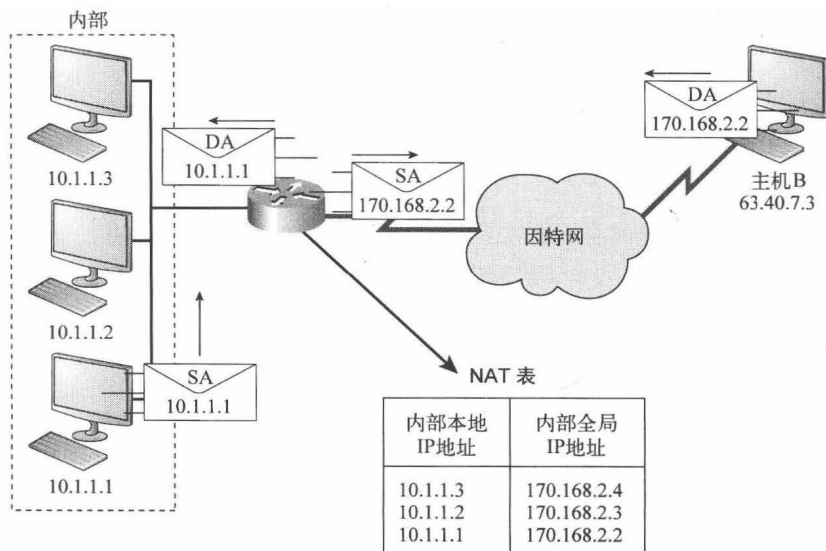 内部
DA
10.1.1.1
SA
170.168.2.2
DA
170.168.2.2
10.1.1.3
主机B
63.40.7.3
因特网
10.1.1.2
SA
10.1.1.1
10.1.1.1
NAT 表
内部本地
IP地址
内部全局
IP地址
10.1.1.3 170.168.2.4
10.1.1.2 170.168.2.3
10.1.1.1 170.168.2.2